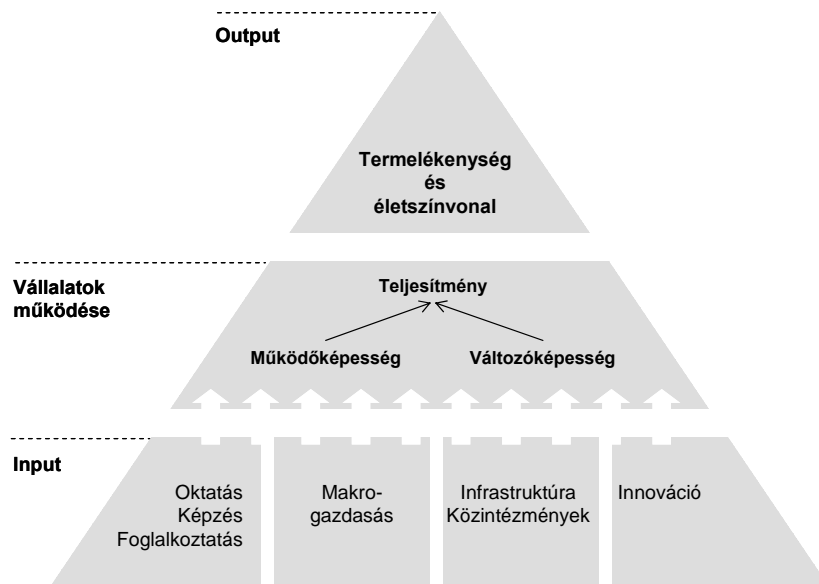 Output
Termelékenység
és
életszínvonal
Vállalatok
működése
Teljesítmény
Működőképesség
Változóképesség
Input
Oktatás
Képzés
Foglalkoztatás
Makro-
gazdasás
Infrastruktúra
Közintézmények
Innováció